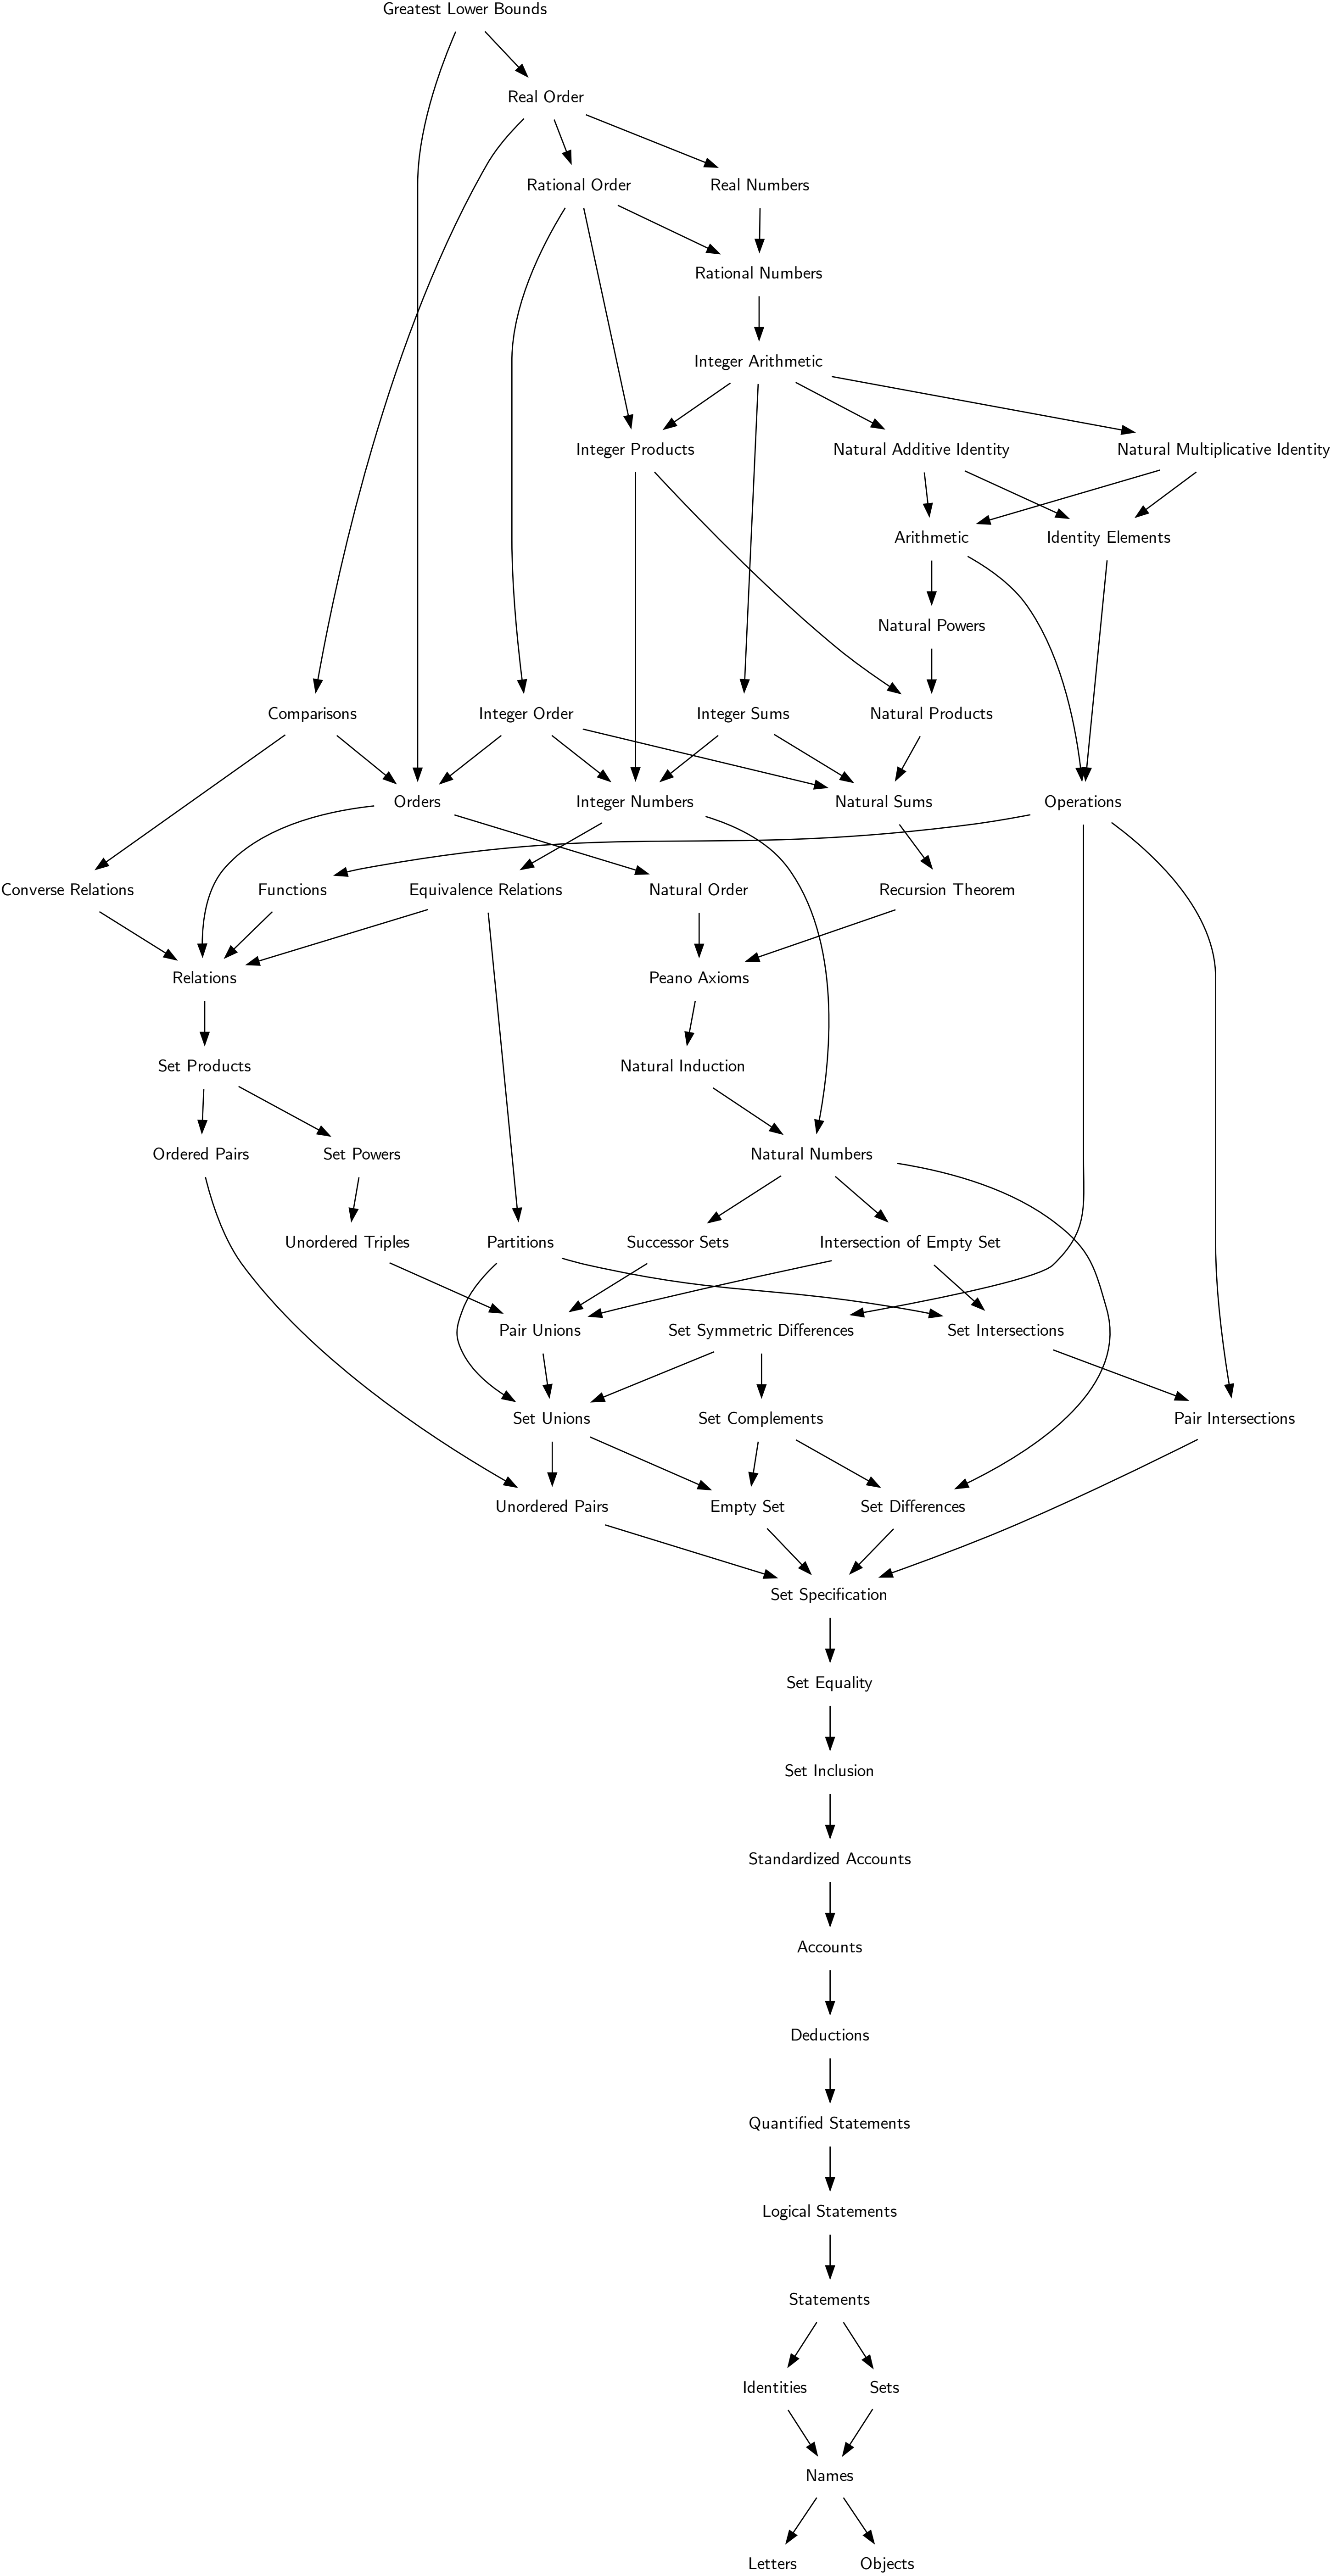 Greatest Lower Bounds
Real Order
Rational Order
Real Numbers
Rational Numbers
Integer Arithmetic
Integer Products
Natural Additive Identity
Natural Multiplicative Identity
Arithmetic
Identity Elements
Natural Powers
Comparisons
Integer Order
Integer Sums
Natural Products
Orders
Integer Numbers
Natural Sums
Operations
Converse Relations
Functions
Equivalence Relations
Natural Order
Recursion Theorem
Relations
Peano Axioms
Set Products
Natural Induction
Ordered Pairs
Set Powers
Natural Numbers
Unordered Triples
Partitions
Successor Sets
Intersection of Empty Set
Pair Unions
Set Symmetric Differences
Set Intersections
Set Unions
Set Complements
Pair Intersections
Unordered Pairs
Empty Set
Set Differences
Set Specification
Set Equality
Set Inclusion
Standardized Accounts
Accounts
Deductions
Quantified Statements
Logical Statements
Statements
Identities
Sets
Names
Letters
Objects